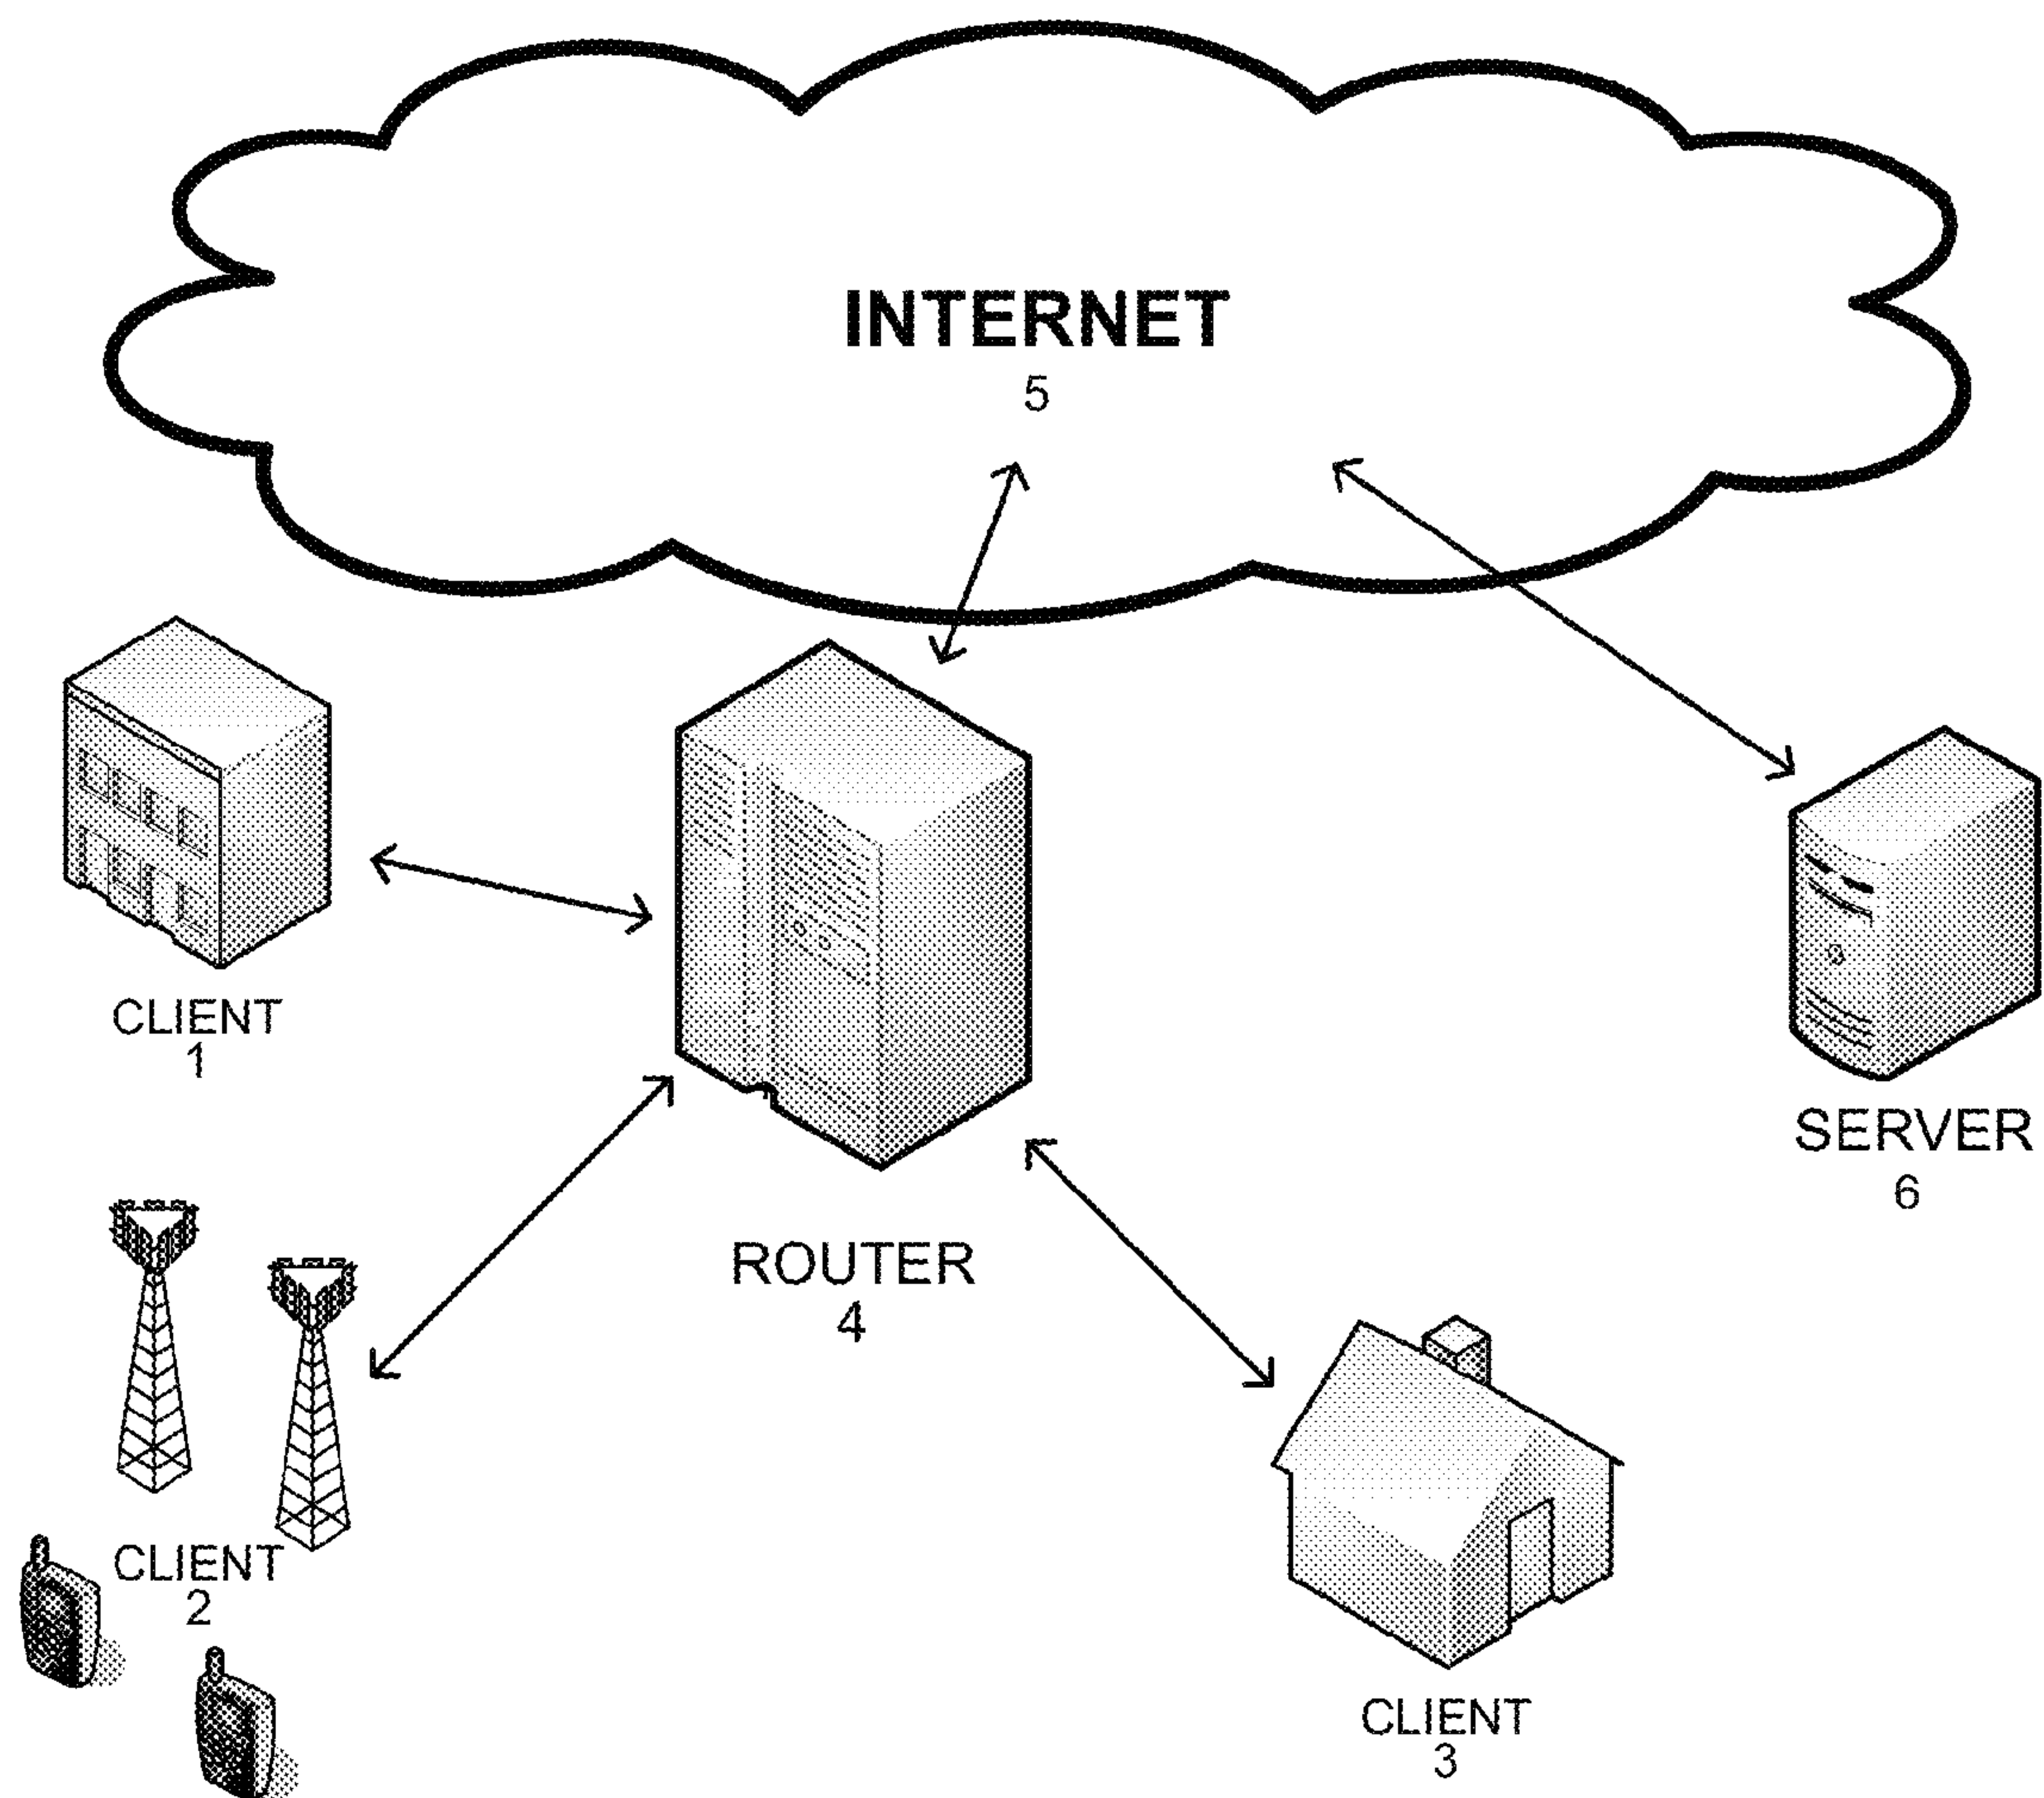 INTERNET
5
CLIENT
1
ROUTER
4
SERVER
6
CLIENT
2
CLIENT
3